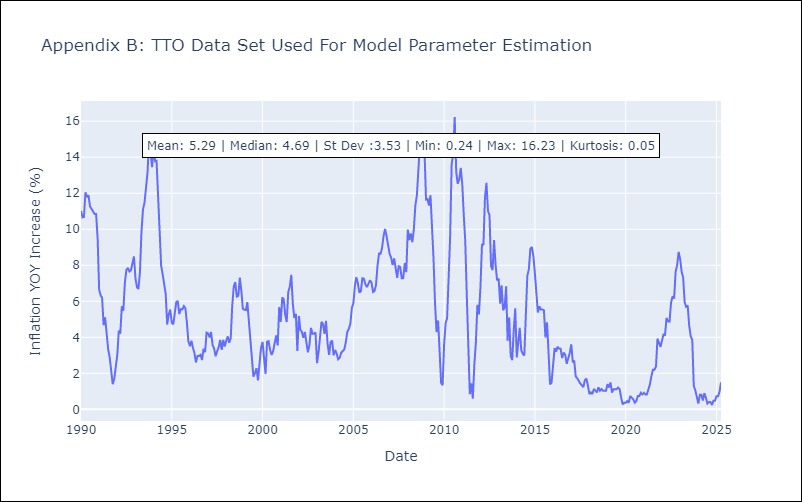 Appendix B: TTO Data Set Used For Model Parameter Estimation
Mean: 5.29 | Median: 4.69 | St Dev :3.53 | Min: 0.24 | Max: 16.23 | Kurtosis: 0.05
Inflation YOY Increase (%)
16
14
12
10
8
6
4
2
0
1990 1995 2000 2005 2010 2015 2020 2025
Date